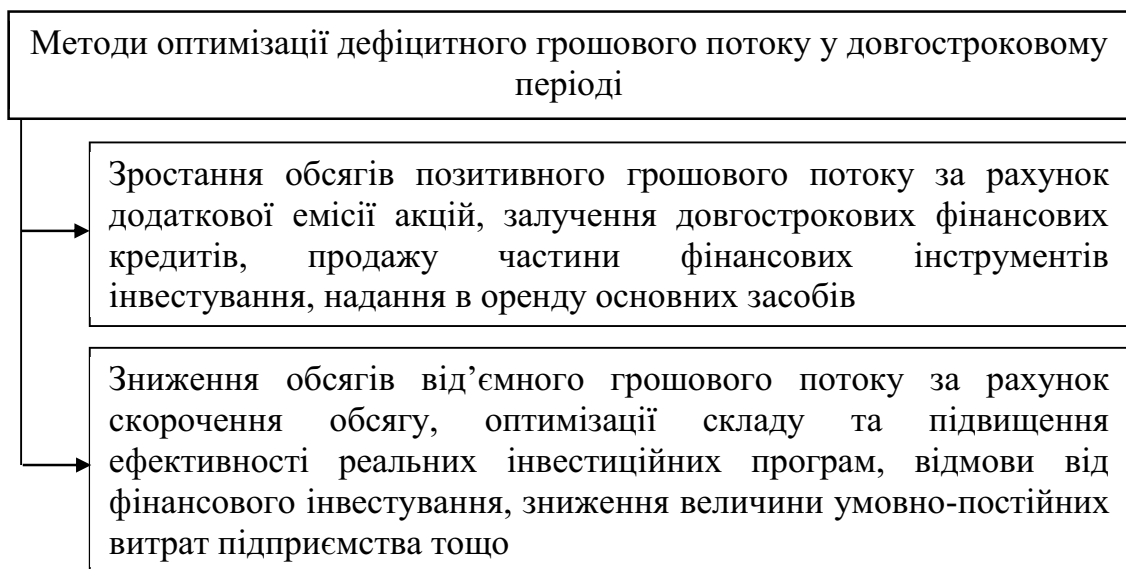 Методи оптимізації дефіцитного грошового потоку у довгостроковому
періоді
Зростання обсягів позитивного грошового потоку за рахунок
додаткової емісії акцій, залучення довгострокових фінансових
кредитів, продажу частини фінансових інструментів
інвестування, надання в оренду основних засобів
Зниження обсягів від’ємного грошового потоку за рахунок
скорочення обсягу, оптимізації складу та підвищення
ефективності реальних інвестиційних програм, відмови від
фінансового інвестування, зниження величини умовно-постійних
витрат підприємства тощо